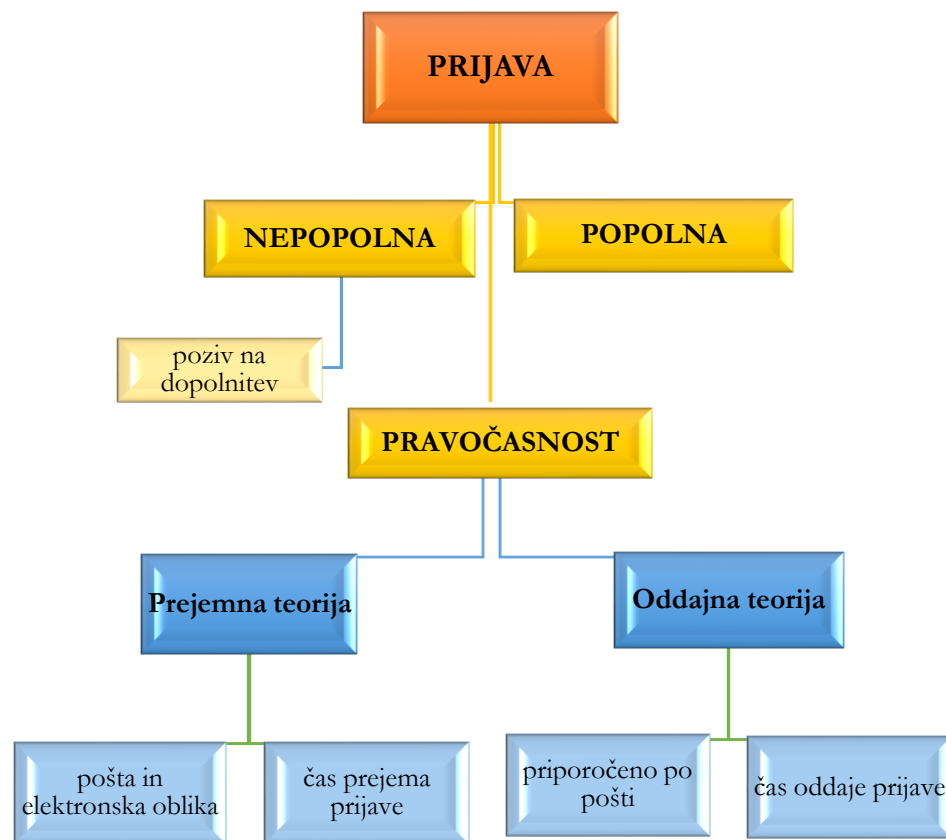 PRIJAVA
NEPOPOLNA
POPOLNA
poziv na
dopolnitev
PRAVOČASNOST
Prejemna teorija
Oddajna teorija
pošta in
elektronska oblika
čas prejema
prijave
priporočeno po
pošti
čas oddaje prijave